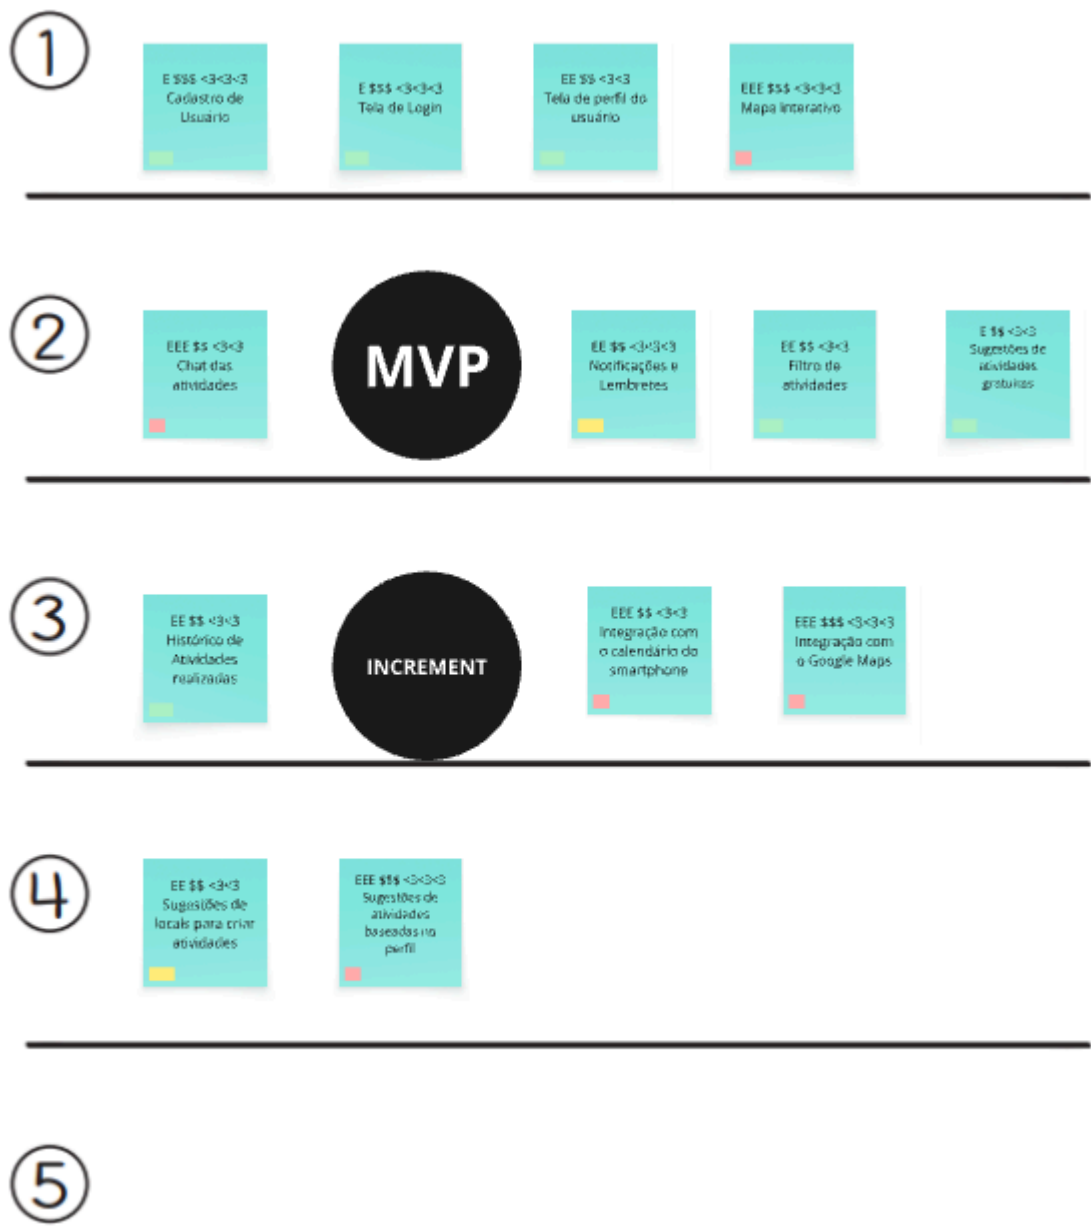 1
E $$$ <3<3<3
Cadastro de
Usuário
E $$$ <3<3<3
Tela de Login
EE $$ <3<3
Tela de perfil do
usuário
EEE $$$ <3<3<3
Mapa Interativo
2
EEE $$ <3<3
Chat das
atividades
MVP
EE $$ <3<3<3
Notificações e
Lembretes
EE $$ <3<3
Filtro de
atividades
E $$ <3<3
Sugestões de
atividades
gratuitas
3
EE $$ <3<3
Histórico de
Atividades
realizadas
INCREMENT
EEE $$ <3<3
Integração com
o calendário do
smartphone
EEE $$$ <3<3<3
Integração com
o Google Maps
4
EE $$ <3<3
Sugestões de
locais para criar
atividades
EEE $$$ <3<3<3
Sugestões de
atividades
baseadas no
perfil
5